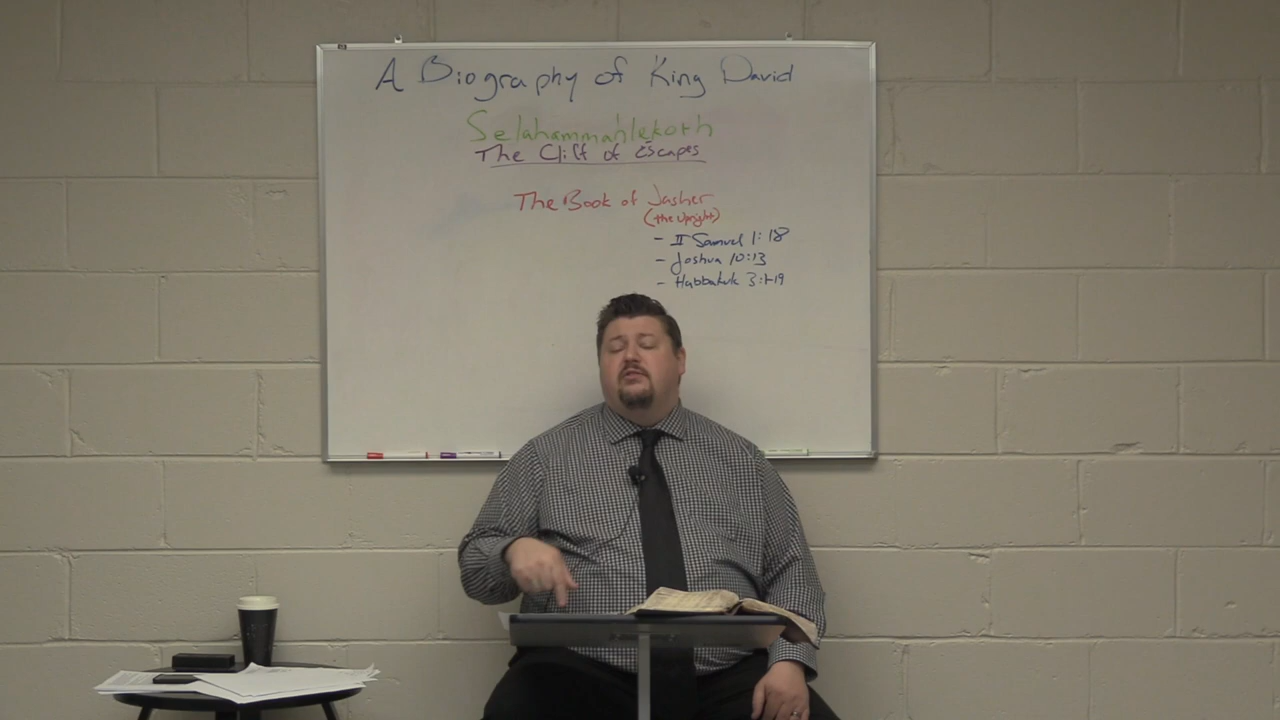 A Biography of King David
Selahammahlekoth
The Clift of Escapes
The Book of Jasher
(the Upright)
- II Samuel 1:18
- Joshua 10:13
- Habbakuk 3:1-19